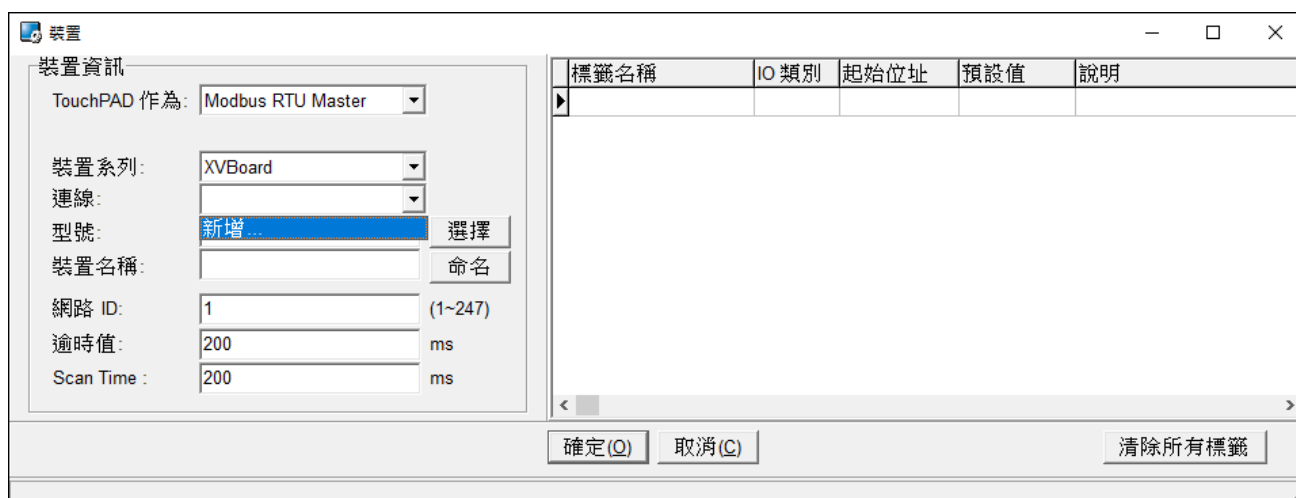 裝置
裝置資訊
TouchPAD 作為: Modbus RTU Master
裝置系列: XVBoard
連線:
新增...
型號: 選擇
裝置名稱: 命名
網路 ID: 1 (1~247)
逾時值: 200 ms
Scan Time : 200 ms
標籤名稱 IO 類別 起始位址 預設值 說明
確定(O) 取消(C) 清除所有標籤